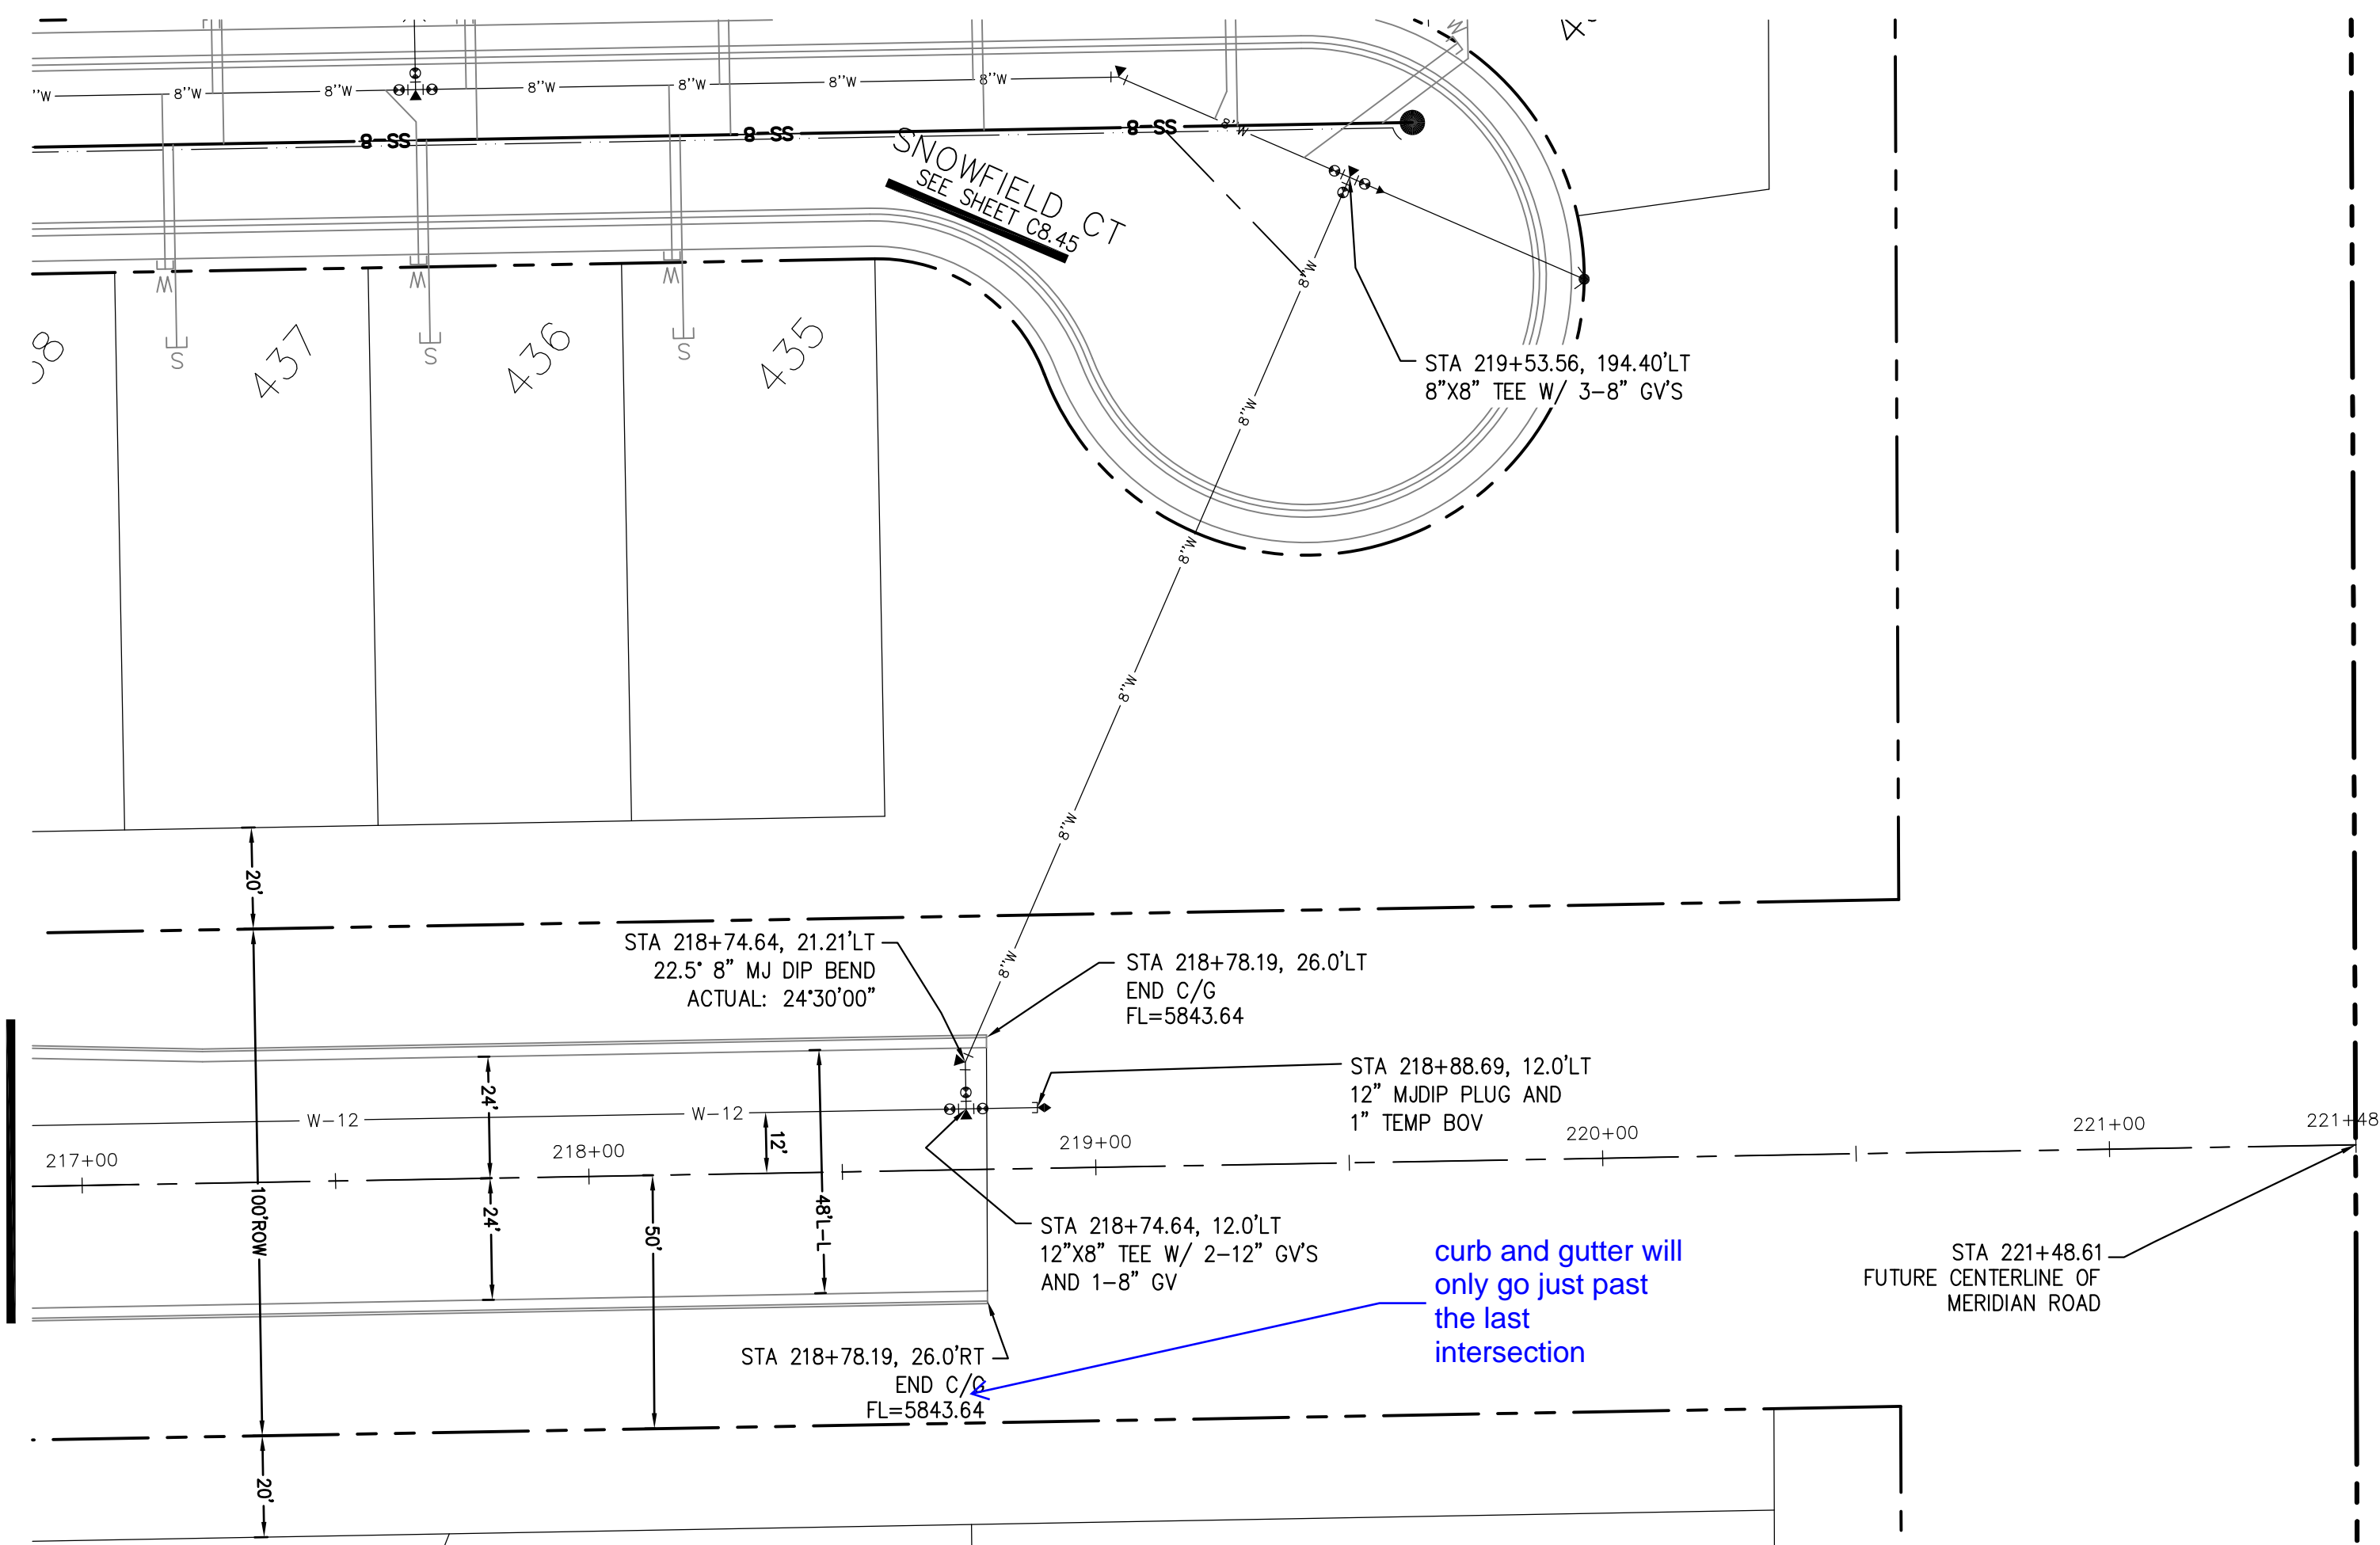 "W
8"W
8"W
8"W
8"W
8"W
8"W
8'W
8-SS
8-SS
8-SS
SNOWFIELD CT
SEE SHEET C8.45
W
W
W
W
S
S
S
437
436
435
8"W
8"W
8"W
8"W
8"W
8"W
STA 219+53.56, 194.40'LT
8"X8" TEE W/ 3-8" GV'S
20'
STA 218+74.64, 21.21'LT
22.5° 8" MJ DIP BEND
ACTUAL: 24°30'00"
STA 218+78.19, 26.0'LT
END C/G
FL=5843.64
STA 218+88.69, 12.0'LT
12" MJDIP PLUG AND
1" TEMP BOV
24'
W-12
W-12
12'
217+00
218+00
219+00
220+00
221+00
221+48
100'ROW
24'
50'
48'L-L
STA 218+74.64, 12.0'LT
12"X8" TEE W/ 2-12" GV'S
AND 1-8" GV
curb and gutter will
only go just past
the last
intersection
STA 221+48.61
FUTURE CENTERLINE OF
MERIDIAN ROAD
STA 218+78.19, 26.0'RT
END C/G
FL=5843.64
20'